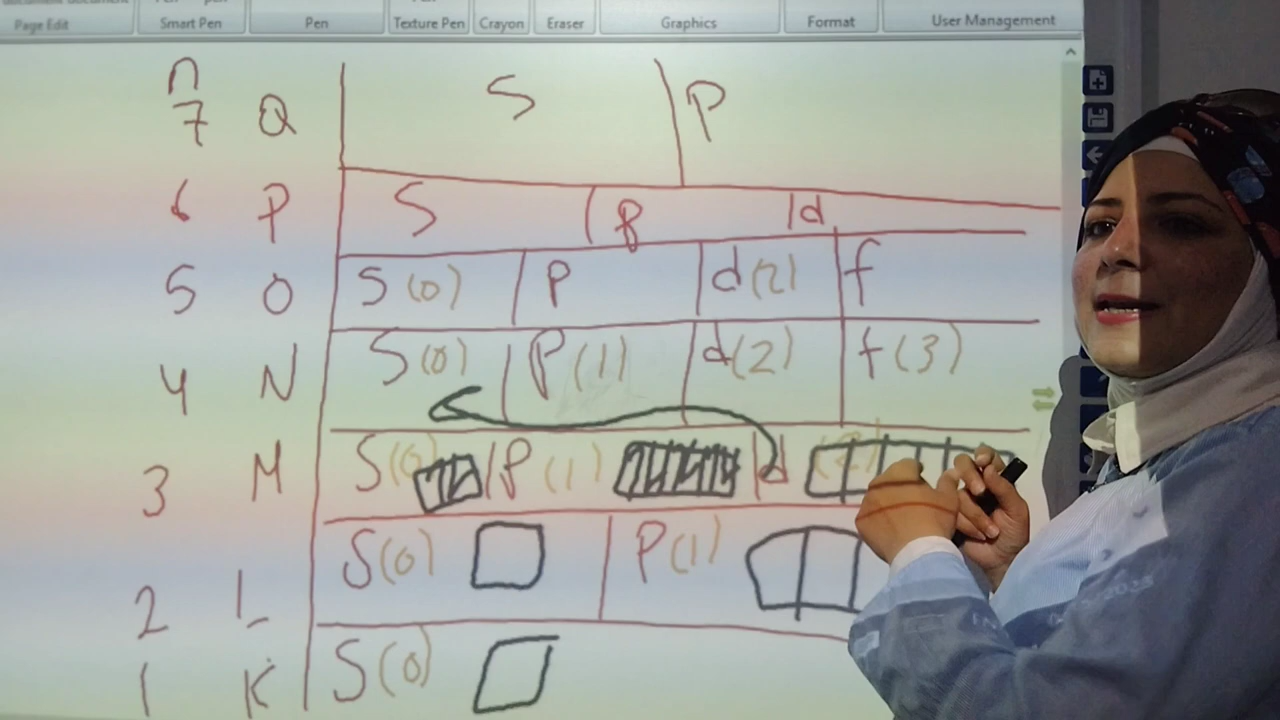 Page Edit Smart Pen Pen Texture Pen Crayon Eraser Graphics Format User Management
n S P
7 Q
6 P S P d
5 O S (0) P d (2) f
4 N S (0) P (1) d (2) f (3)
3 M S (0) P (1) d (2)
2 L S (0) P (1)
1 K S (0)